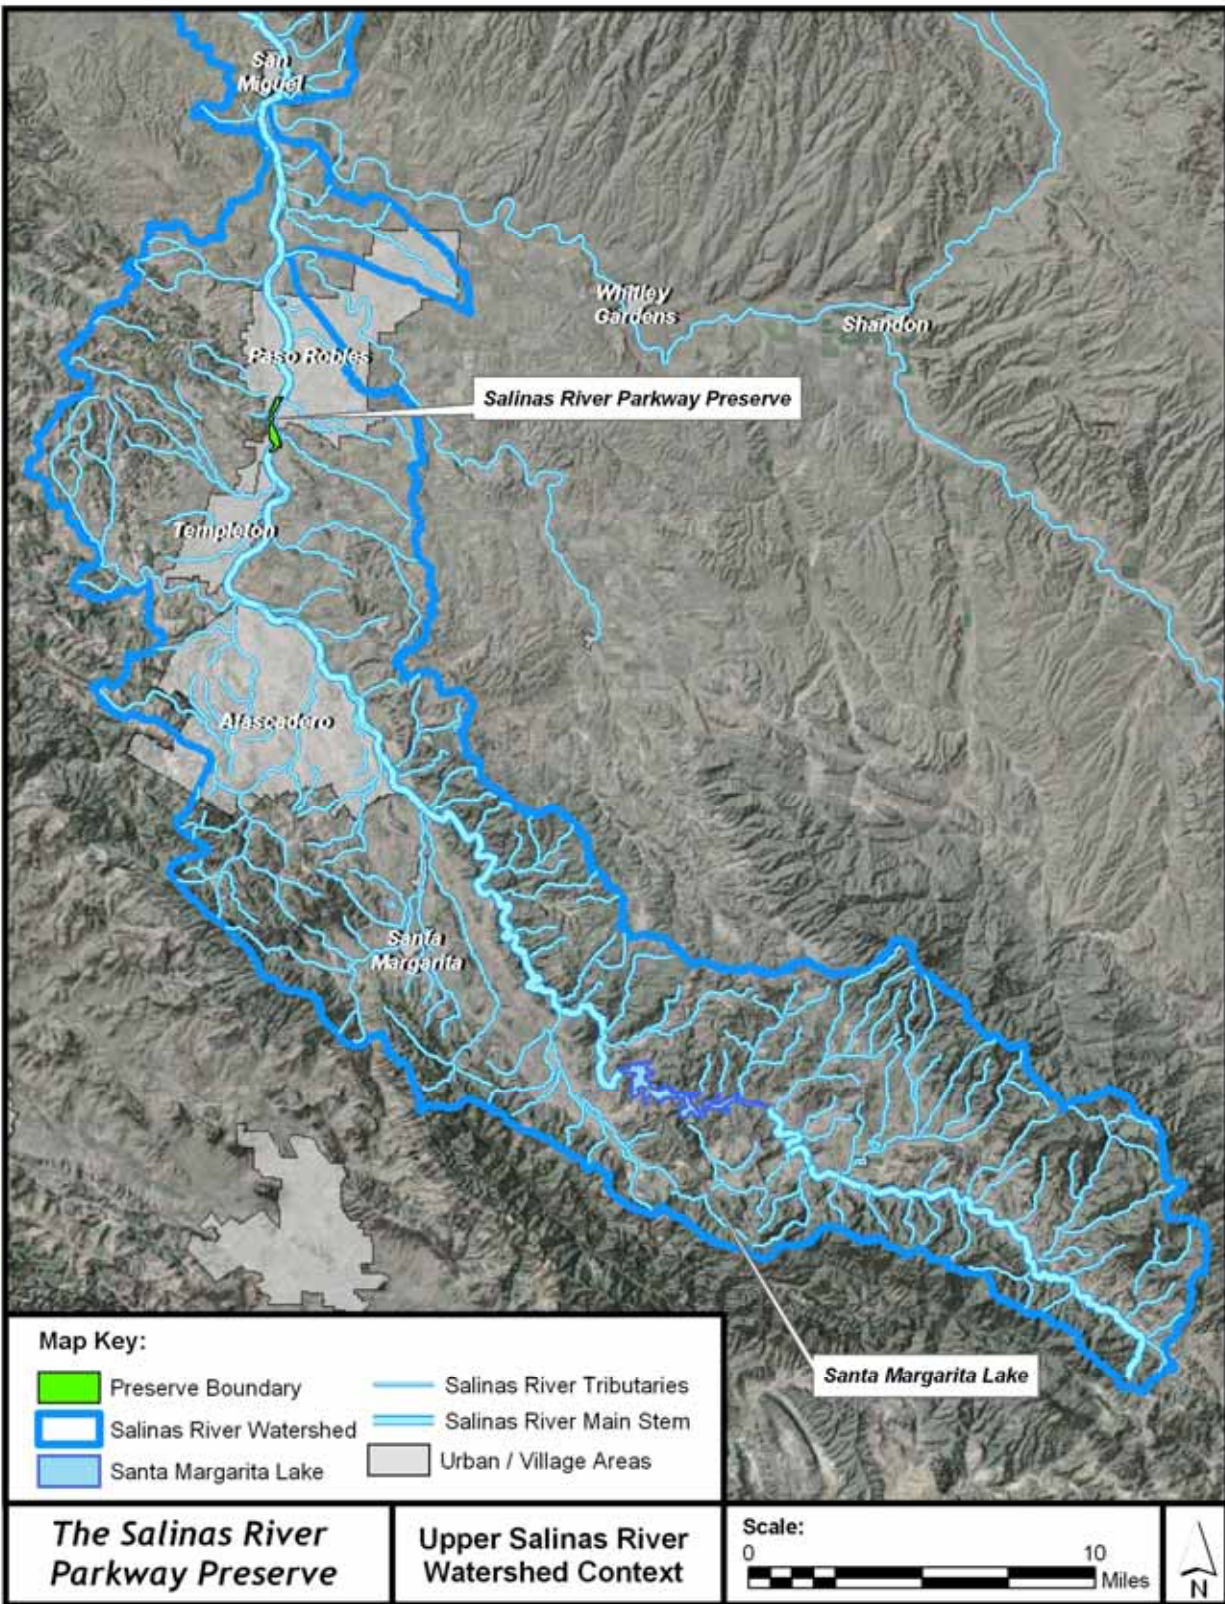 San
Miguel
Whitley
Gardens
Shandon
Paso Robles
Salinas River Parkway Preserve
Templeton
Atascadero
Santa
Margarita
Santa Margarita Lake
Map Key:
Preserve Boundary
Salinas River Watershed
Santa Margarita Lake
Salinas River Tributaries
Salinas River Main Stem
Urban / Village Areas
The Salinas River
Parkway Preserve
Upper Salinas River
Watershed Context
Scale:
0 10
Miles
N